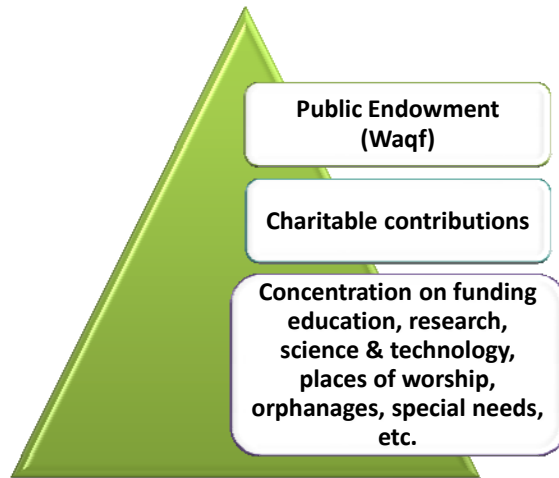 Public Endowment
(Waqf)
Charitable contributions
Concentration on funding
education, research,
science & technology,
places of worship,
orphanages, special needs,
etc.